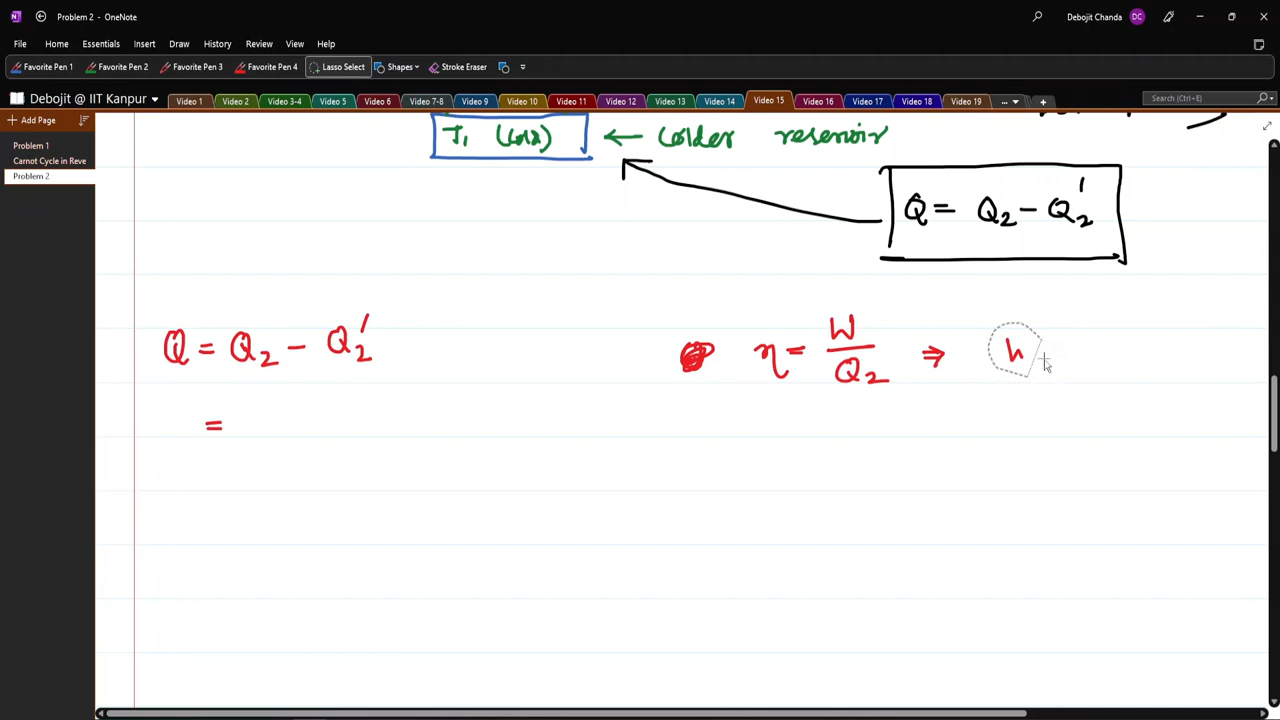 Problem 2 - OneNote
Debojit Chanda DC
File Home Essentials Insert Draw History Review View Help
Favorite Pen 1 Favorite Pen 2 Favorite Pen 3 Favorite Pen 4 Lasso Select Shapes Stroke Eraser
Debojit @ IIT Kanpur Video 1 Video 2 Video 3-4 Video 5 Video 6 Video 7-8 Video 9 Video 10 Video 11 Video 12 Video 13 Video 14 Video 15 Video 16 Video 17 Video 18 Video 19 ... Search (Ctrl+E)
Add Page
Problem 1
Carnot Cycle in Reve
Problem 2
T₁ (Cold) ← Colder reservoir
Q = Q₂ - Q₂'
Q = Q₂ - Q₂' η = W/Q₂ ⇒ h
=